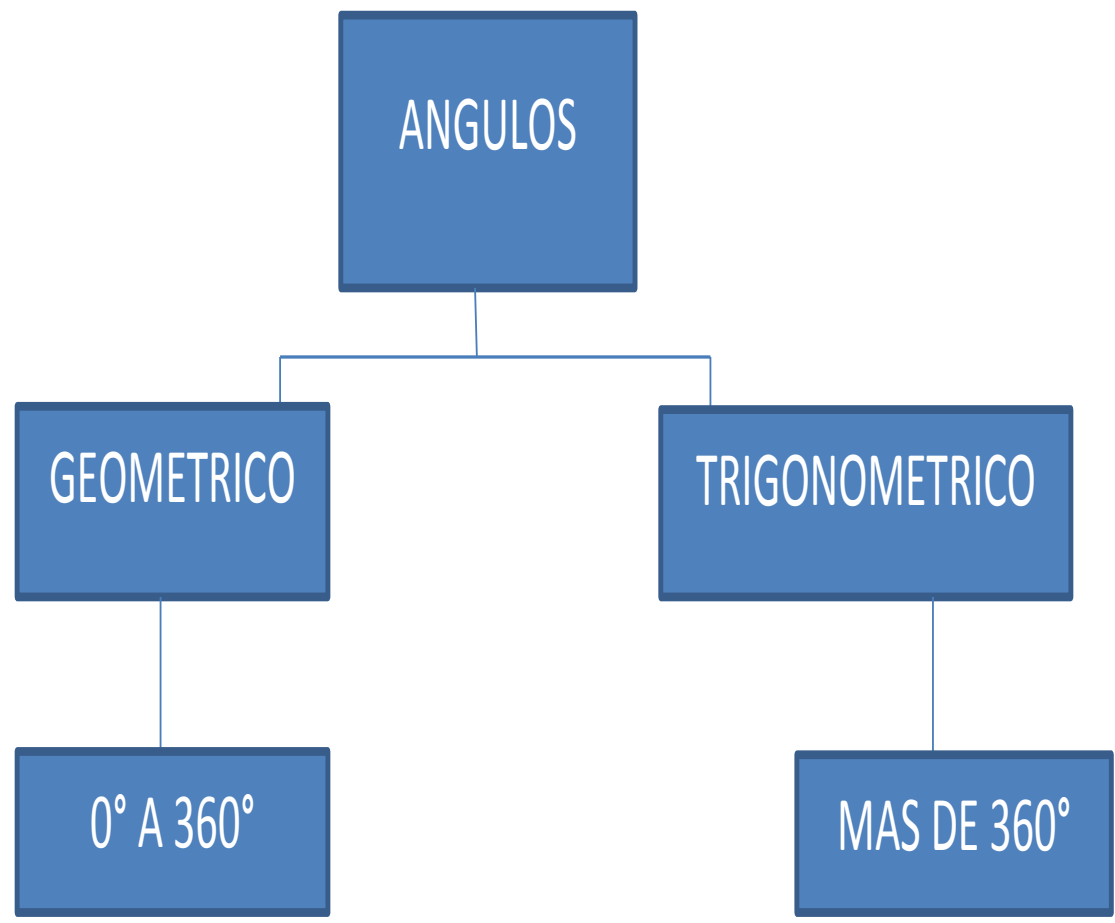 ANGULOS
GEOMETRICO
TRIGONOMETRICO
0° A 360°
MAS DE 360°